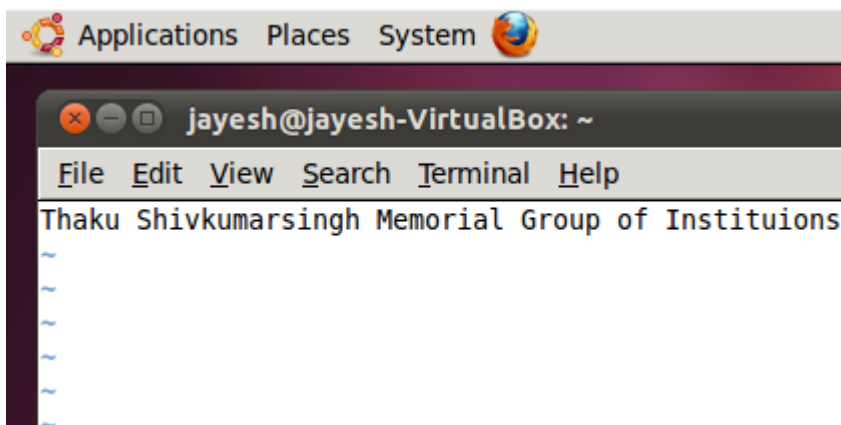 Applications Places System
jayesh@jayesh-VirtualBox: ~
File Edit View Search Terminal Help
Thaku Shivkumarsingh Memorial Group of Instituions
~
~
~
~
~
~